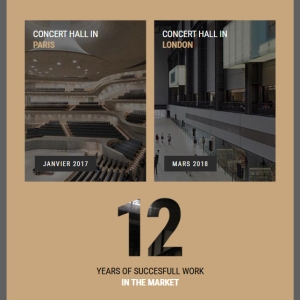 CONCERT HALL IN
PARIS
JANVIER 2017
CONCERT HALL IN
LONDON
MARS 2018
12
YEARS OF SUCCESFULL WORK
IN THE MARKET